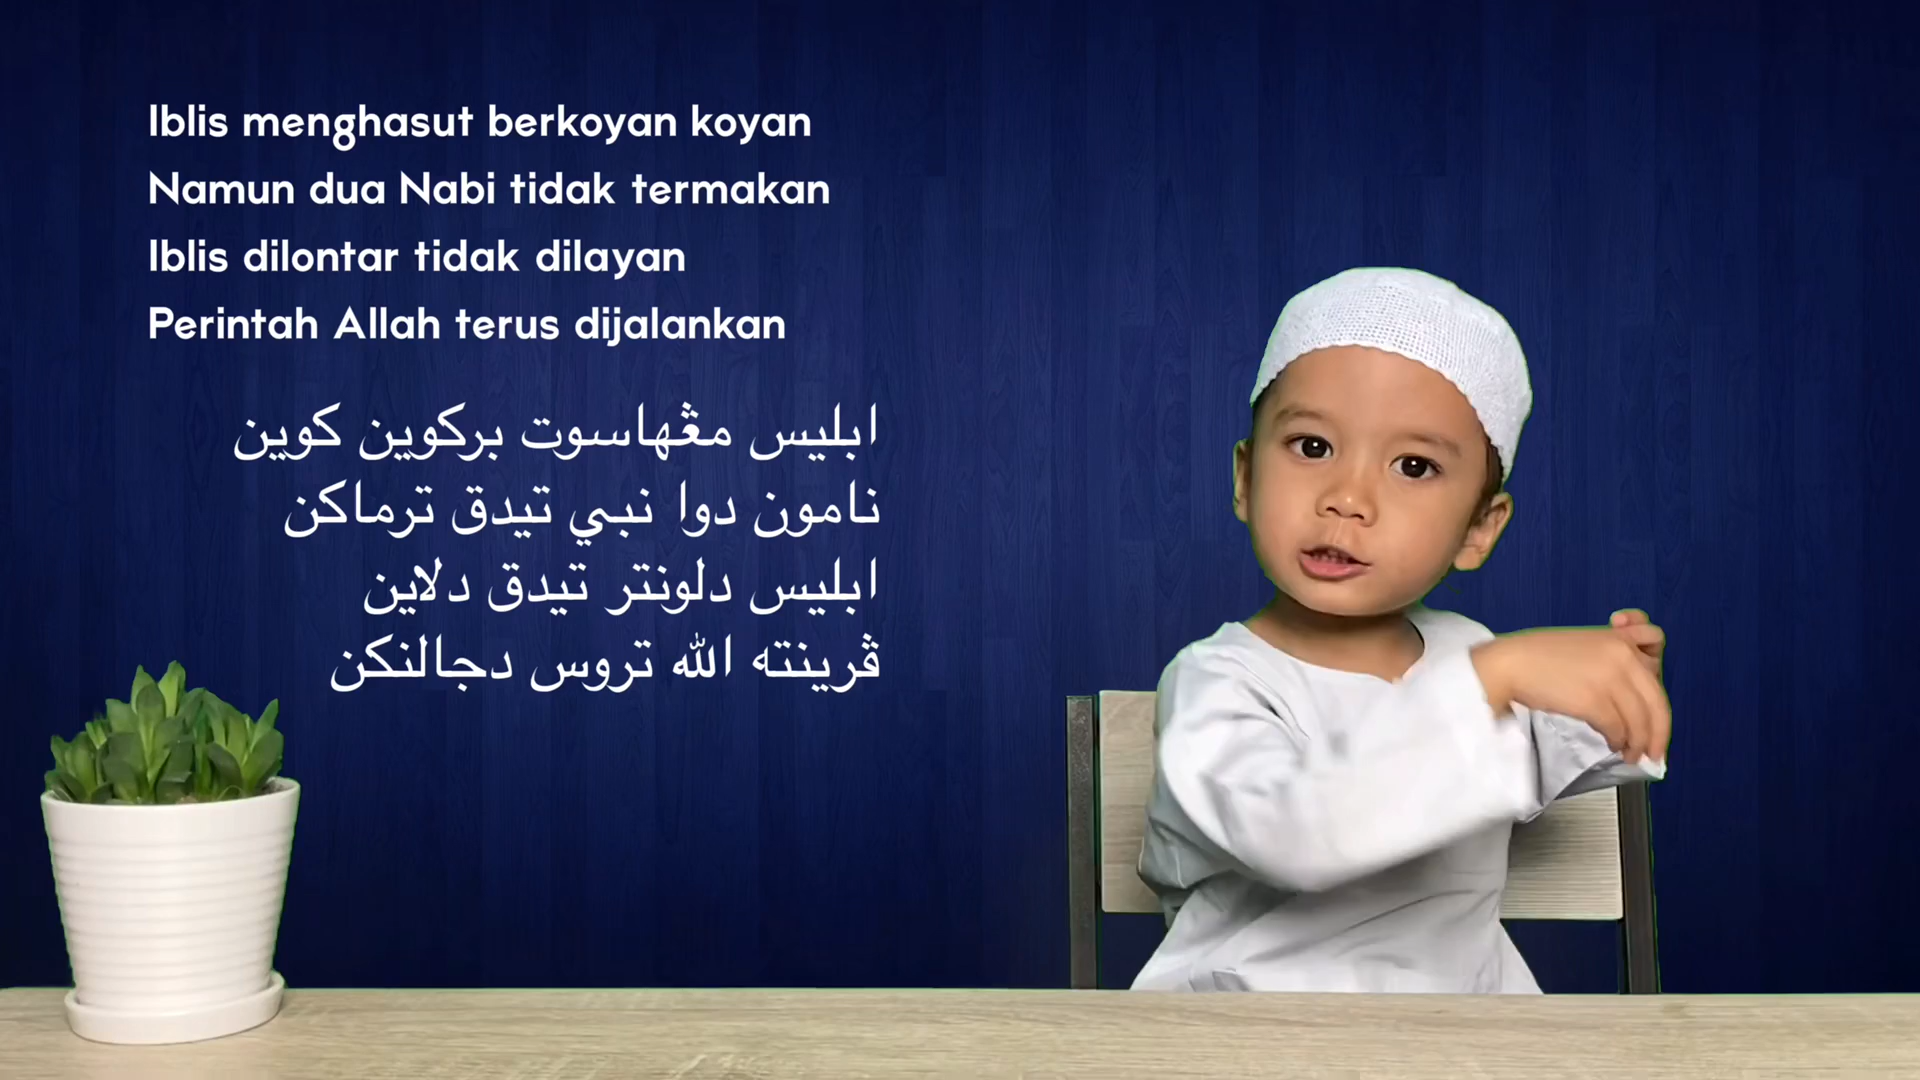 Iblis menghasut berkoyan koyan
Namun dua Nabi tidak termakan
Iblis dilontar tidak dilayan
Perintah Allah terus dijalankan
ابليس مڠهاسوت بركوين كوين
نامون دوا نبي تيدق ترماكن
ابليس دلونتر تيدق دلاين
ڤرينته الله تروس دجالنكن